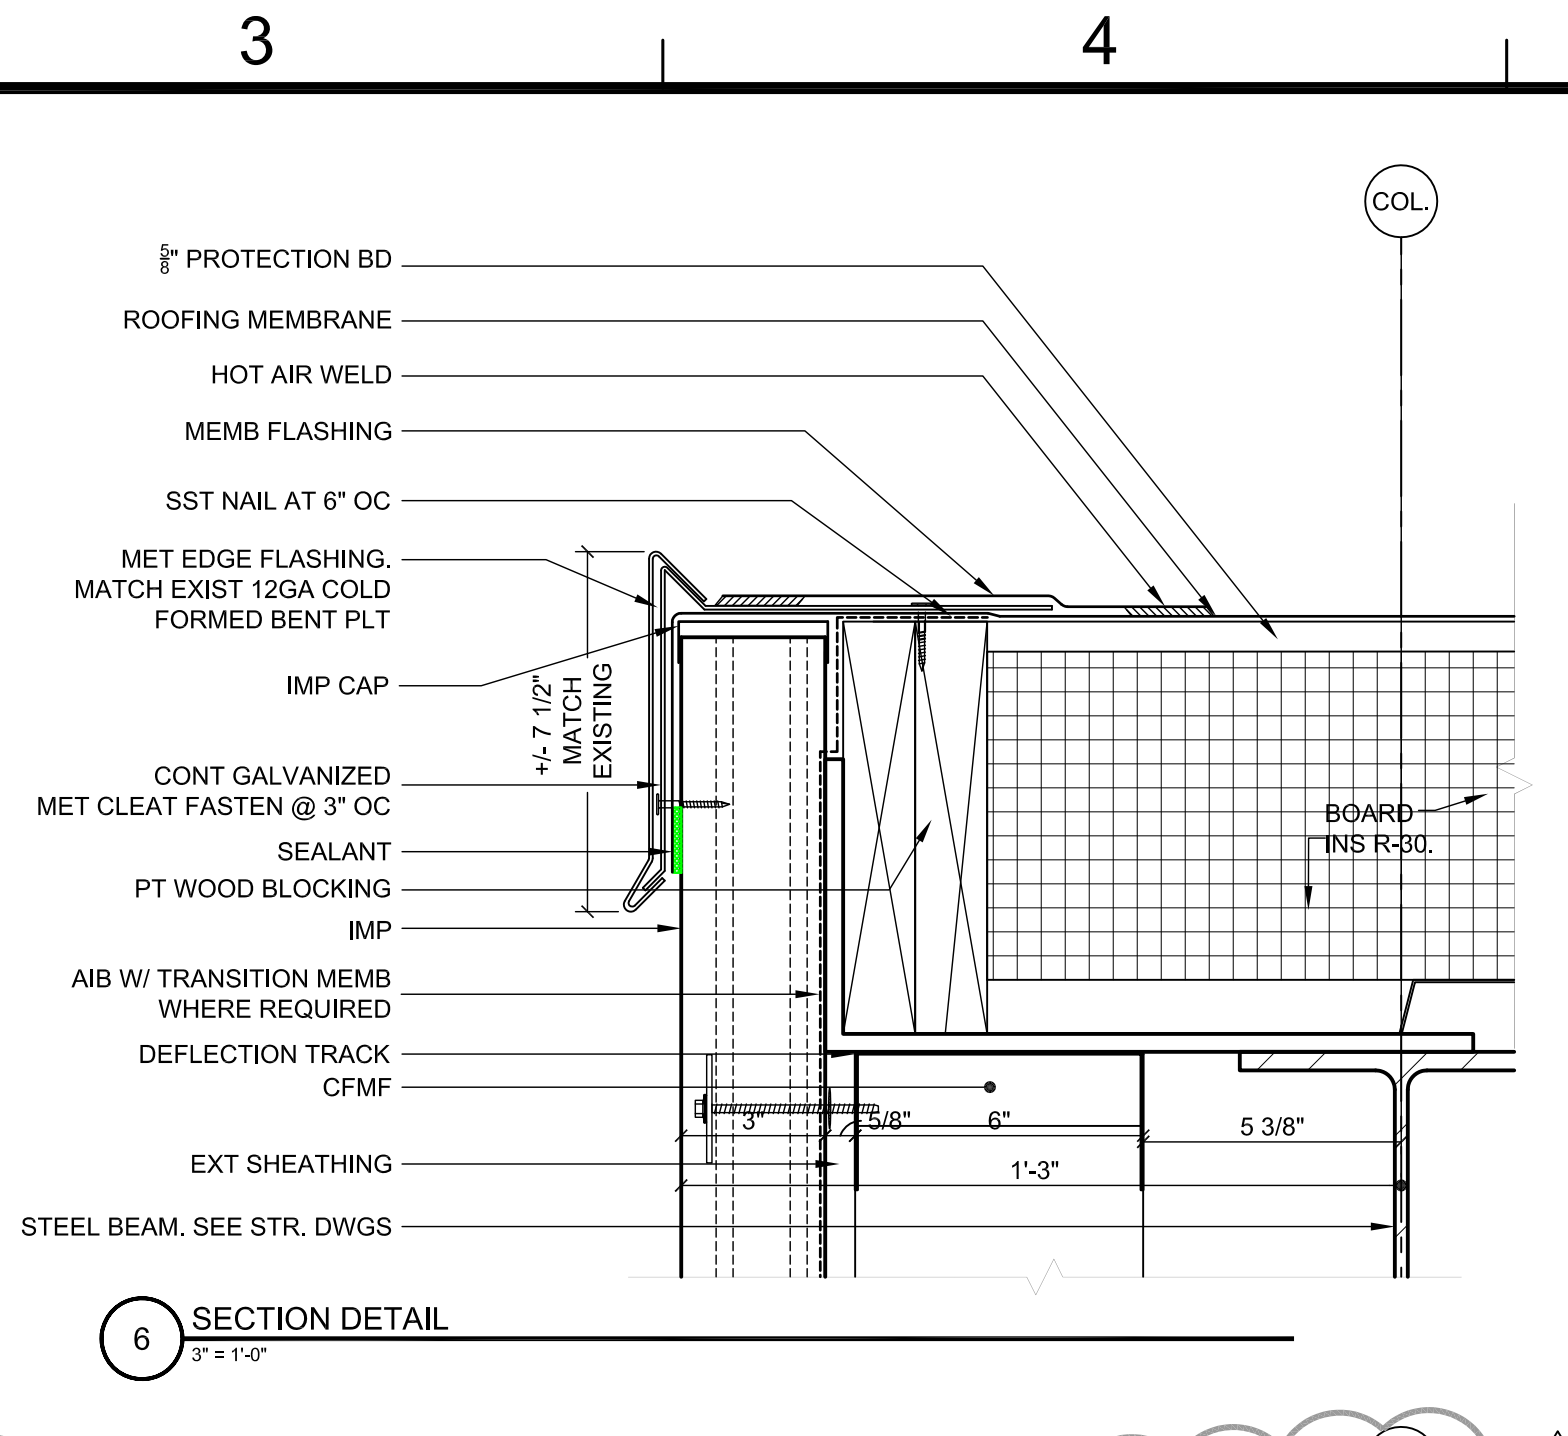 3
4
COL.
5/8" PROTECTION BD
ROOFING MEMBRANE
HOT AIR WELD
MEMB FLASHING
SST NAIL AT 6" OC
MET EDGE FLASHING.
MATCH EXIST 12GA COLD
FORMED BENT PLT
IMP CAP
+/- 7 1/2"
MATCH
EXISTING
CONT GALVANIZED
MET CLEAT FASTEN @ 3" OC
SEALANT
PT WOOD BLOCKING
IMP
AIB W/ TRANSITION MEMB
WHERE REQUIRED
DEFLECTION TRACK
CFMF
EXT SHEATHING
STEEL BEAM. SEE STR. DWGS
BOARD
INS R-30.
3"
5/8"
6"
5 3/8"
1'-3"
6
SECTION DETAIL
3" = 1'-0"